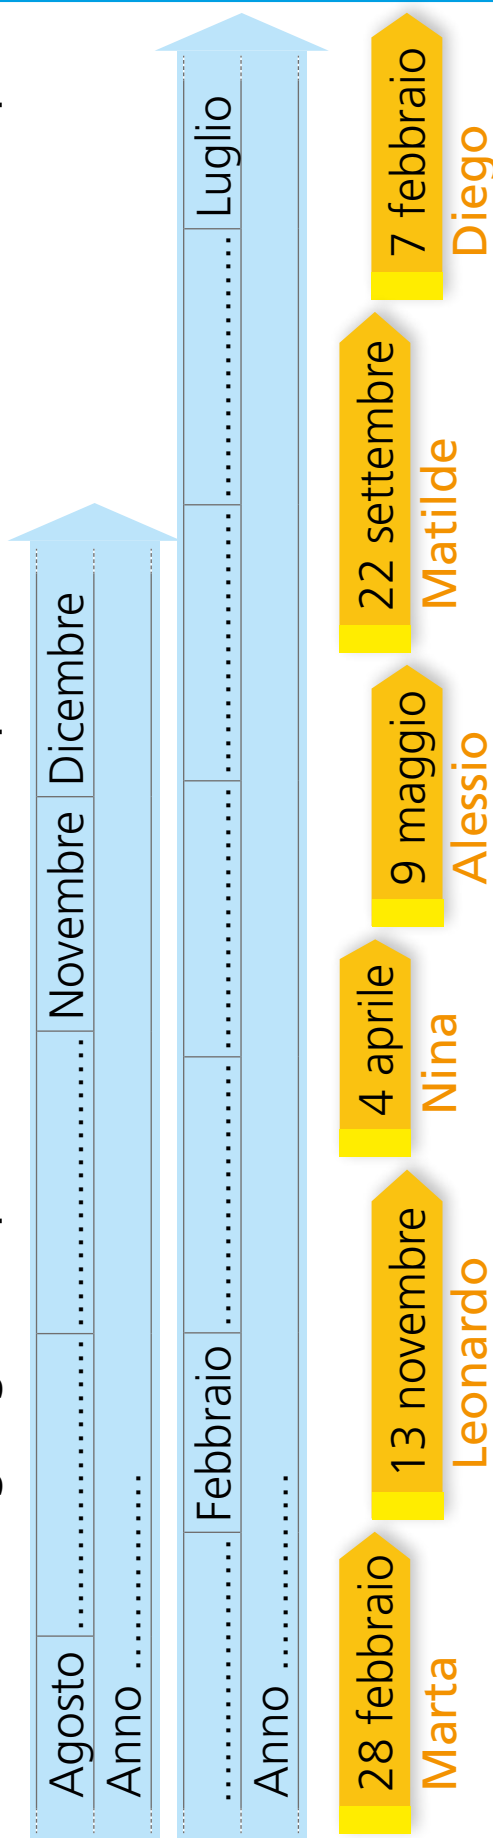 Agosto ........................ ........................ Novembre Dicembre
Anno ................
........................ Febbraio ........................ ........................ ........................ ........................ Luglio
Anno ................
28 febbraio
Marta
13 novembre
Leonardo
4 aprile
Nina
9 maggio
Alessio
22 settembre
Matilde
7 febbraio
Diego